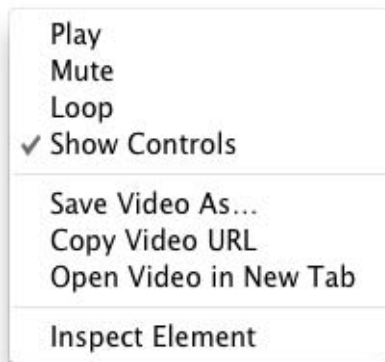 Play
Mute
Loop
✓ Show Controls
Save Video As...
Copy Video URL
Open Video in New Tab
Inspect Element